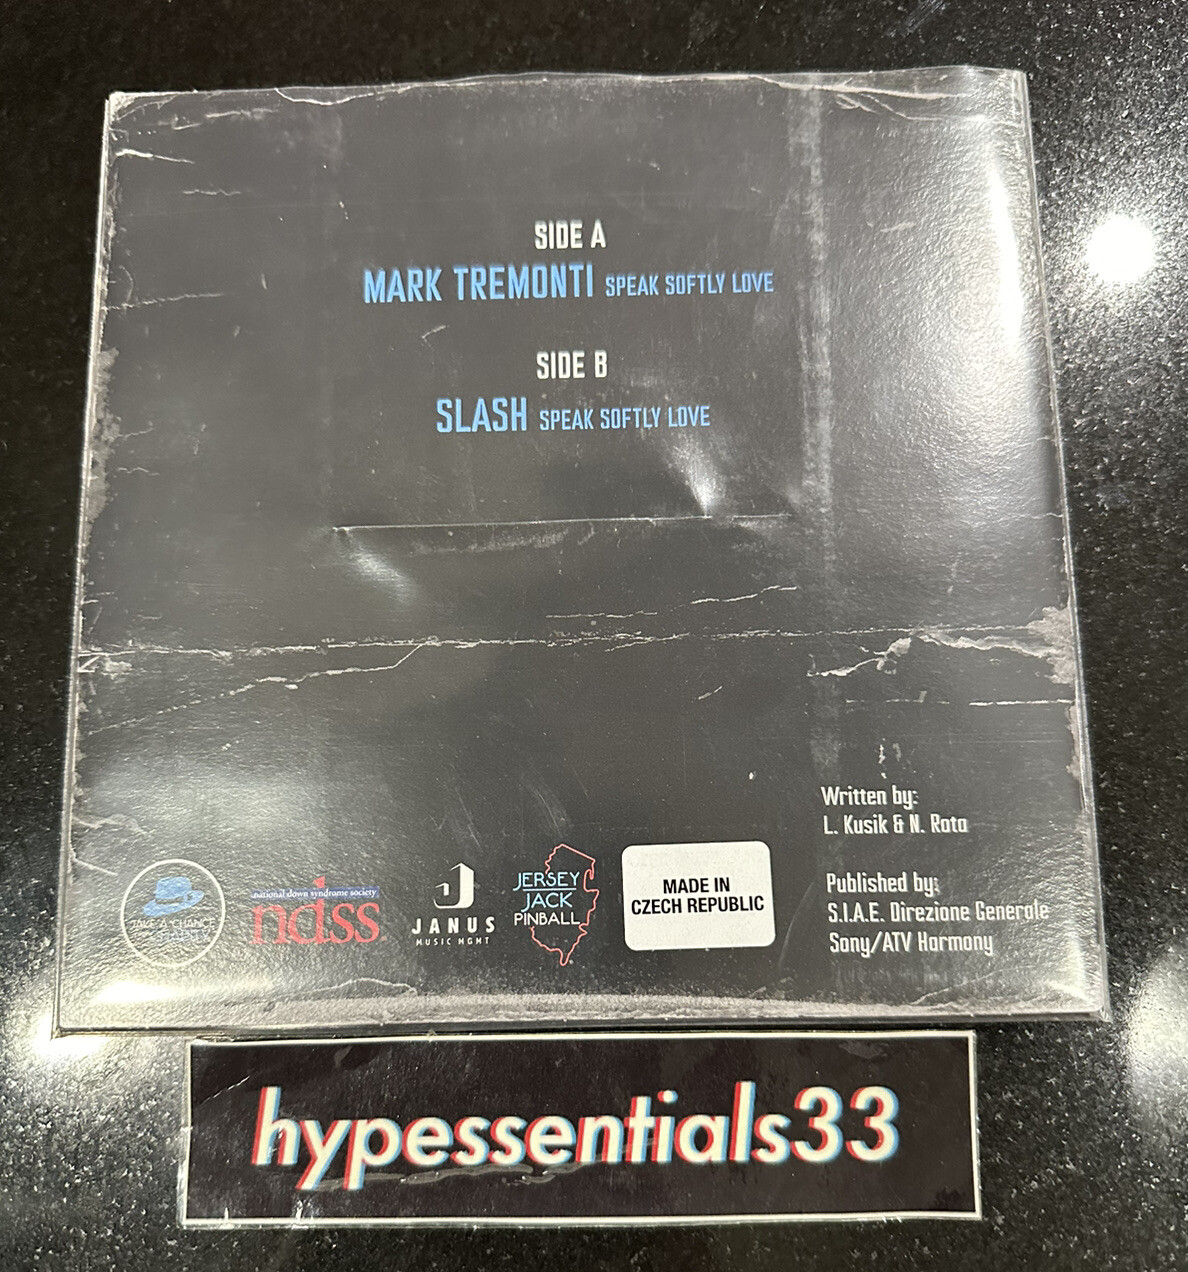 SIDE A
MARK TREMONTI SPEAK SOFTLY LOVE
SIDE B
SLASH SPEAK SOFTLY LOVE
Written by:
L. Kusik & N. Rota
Published by:
S.I.A.E. Direzione Generale
Sony/ATV Harmony
TAKE A CHANCE
national down syndrome society
ndss
JANUS
MUSIC MGMT
JERSEY
JACK
PINBALL
MADE IN
CZECH REPUBLIC
hypessentials33